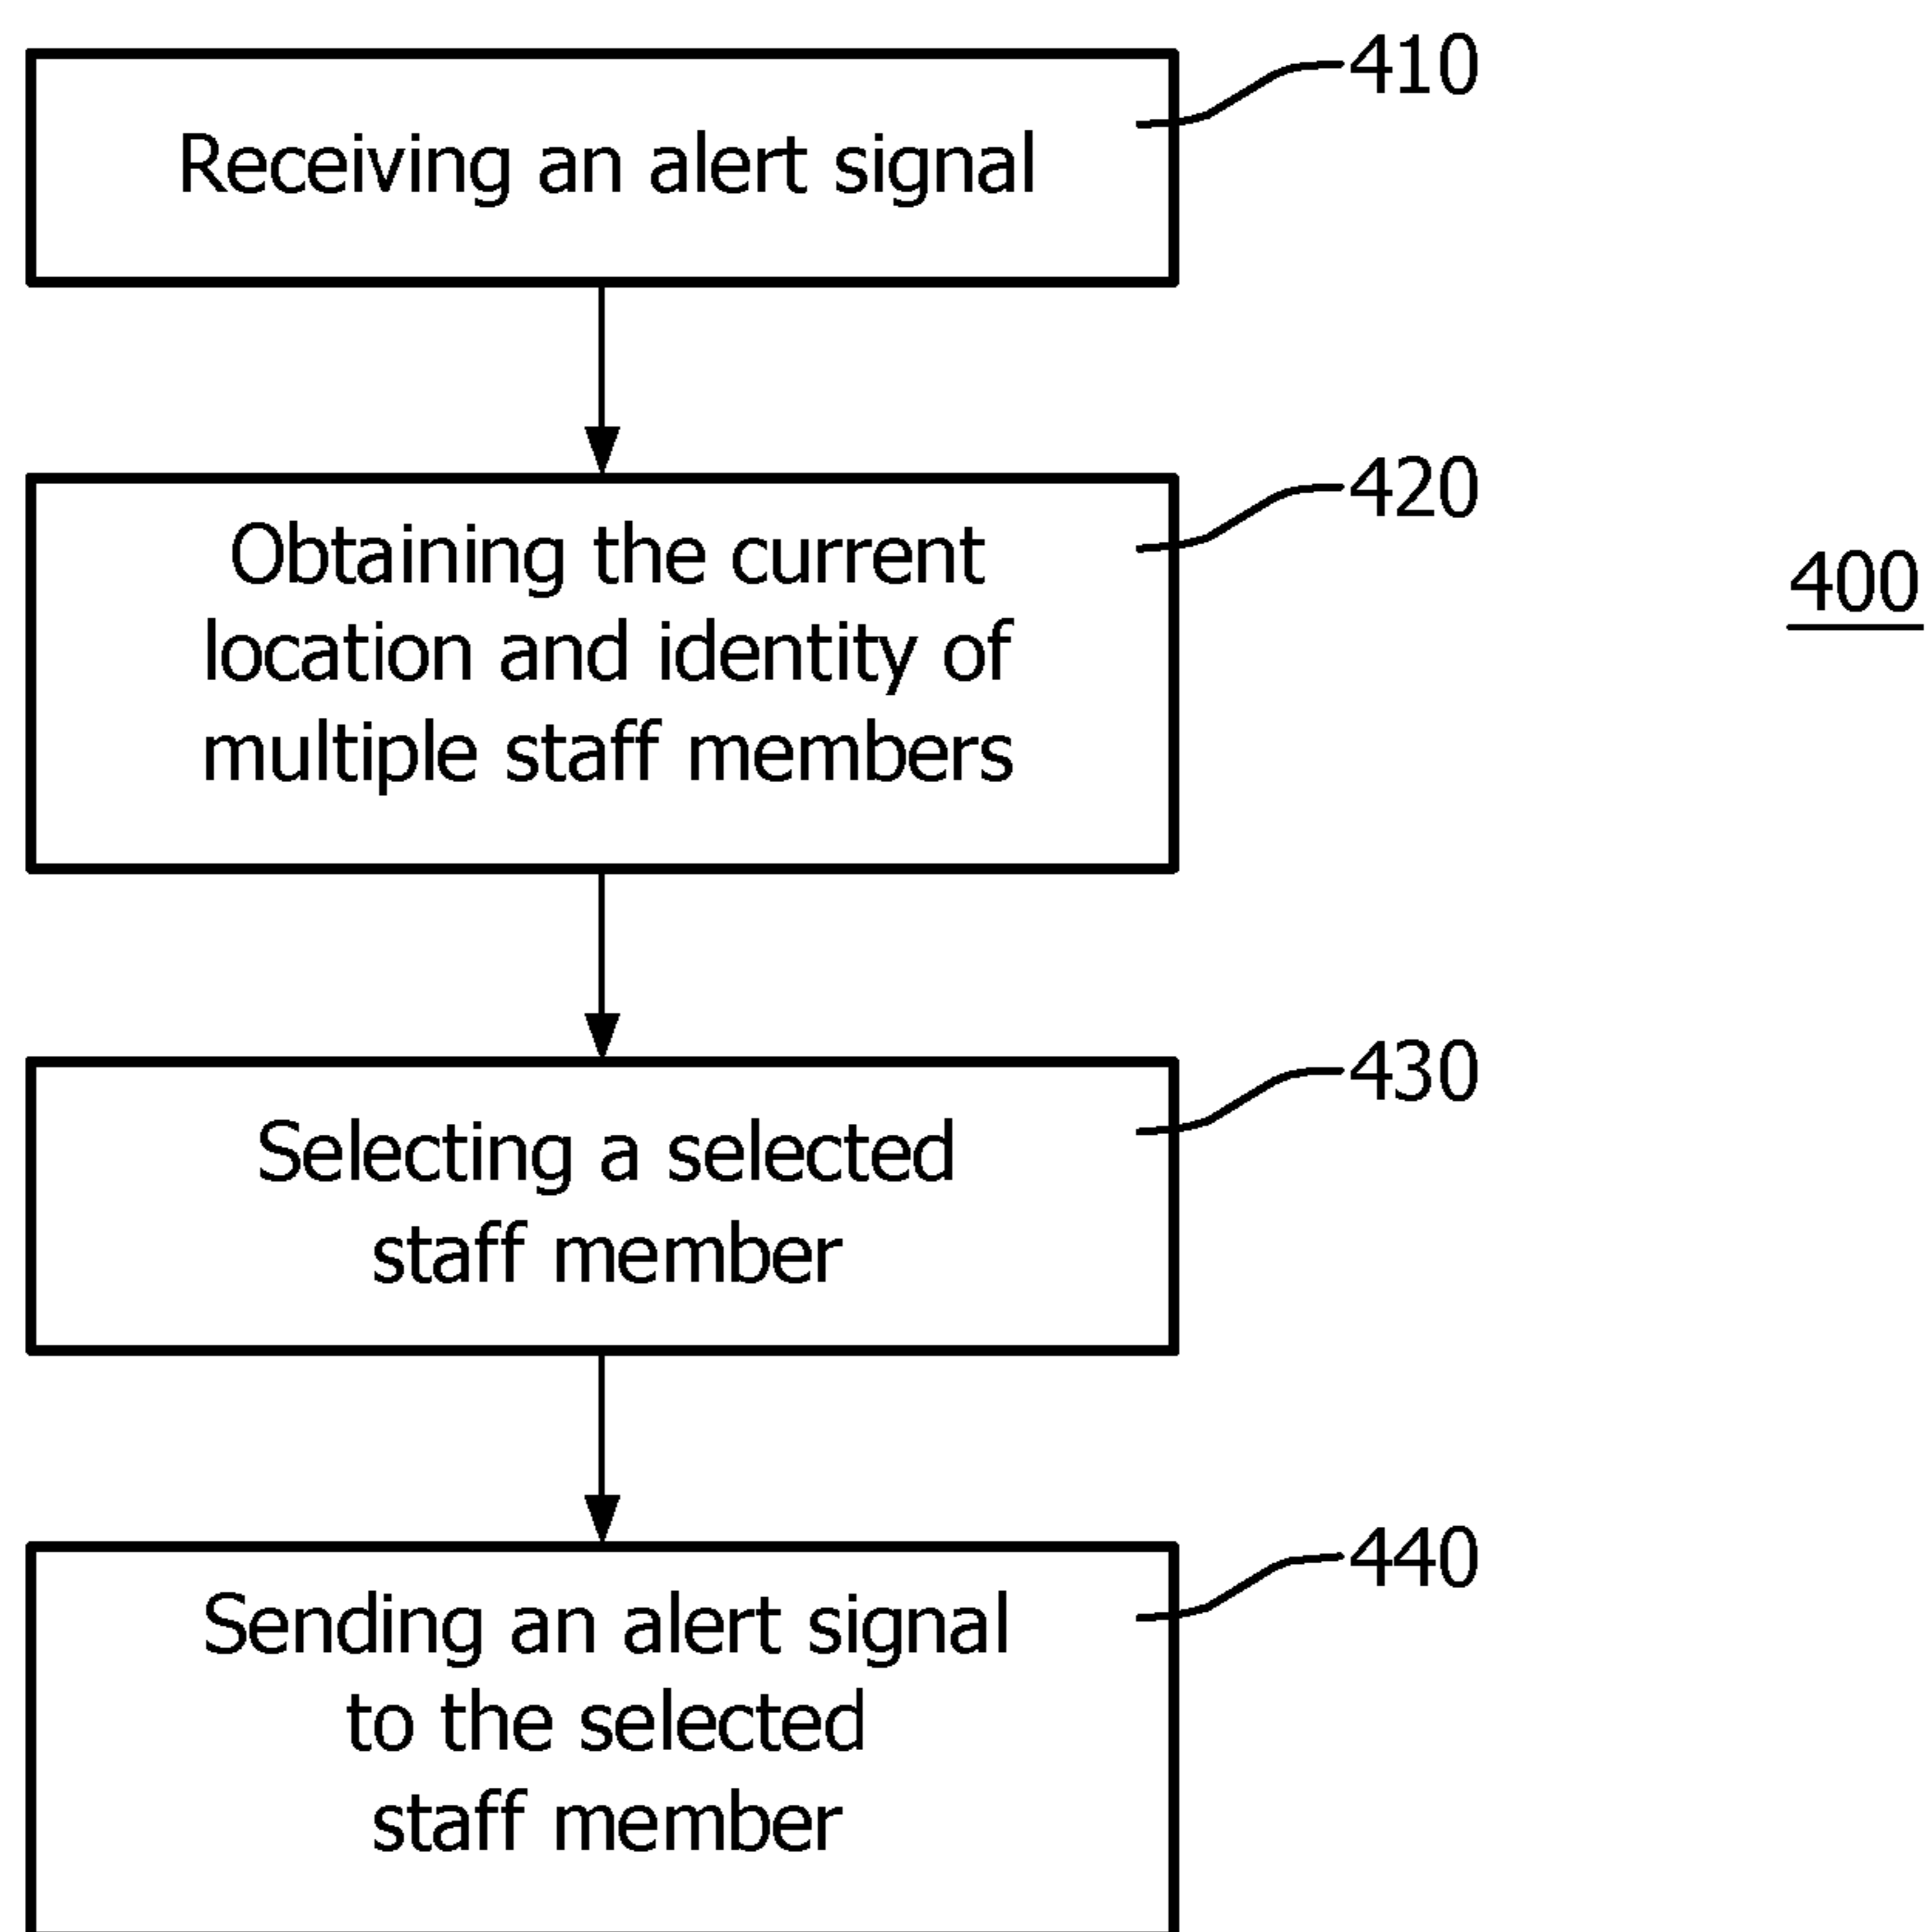 Receiving an alert signal
410
Obtaining the current
location and identity of
multiple staff members
420
400
Selecting a selected
staff member
430
Sending an alert signal
to the selected
staff member
440